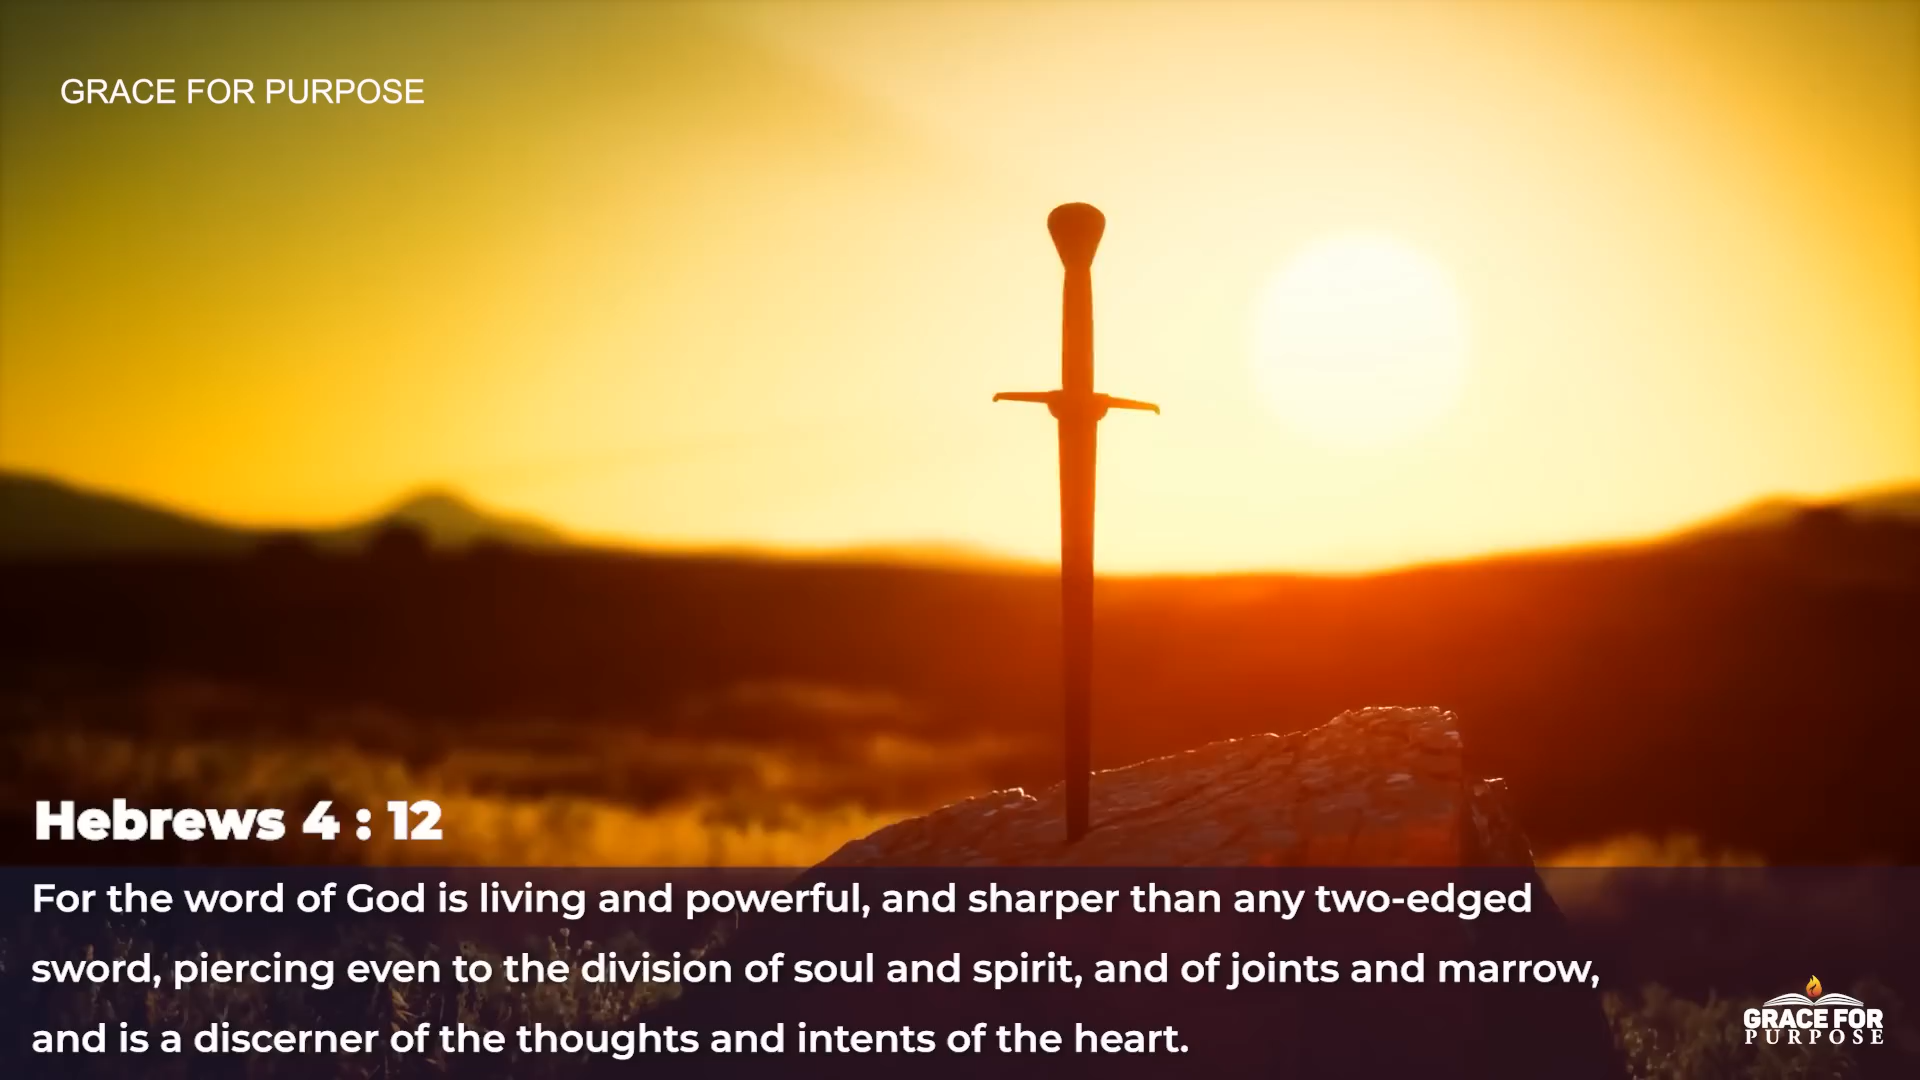 GRACE FOR PURPOSE
Hebrews 4 : 12
For the word of God is living and powerful, and sharper than any two-edged
sword, piercing even to the division of soul and spirit, and of joints and marrow,
and is a discerner of the thoughts and intents of the heart.
GRACE FOR
PURPOSE